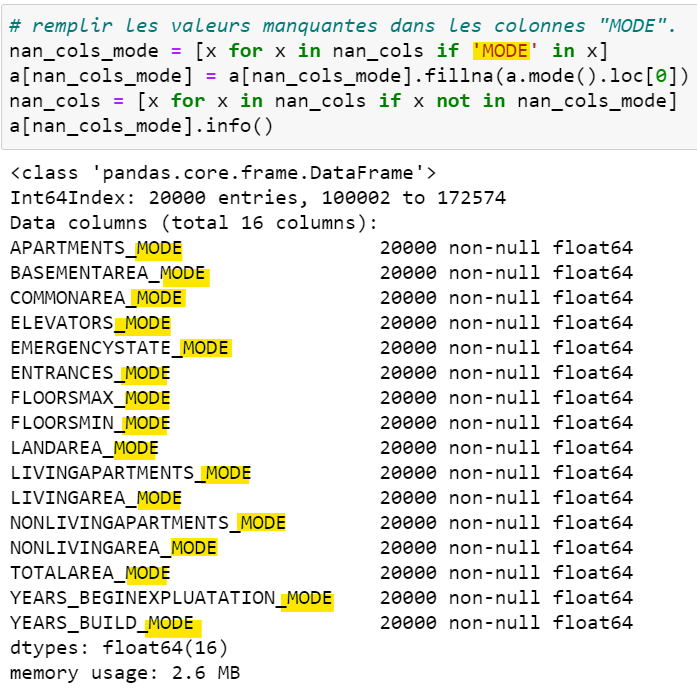 # remplir les valeurs manquantes dans les colonnes "MODE".
nan_cols_mode = [x for x in nan_cols if 'MODE' in x]
a[nan_cols_mode] = a[nan_cols_mode].fillna(a.mode().loc[0])
nan_cols = [x for x in nan_cols if x not in nan_cols_mode]
a[nan_cols_mode].info()
<class 'pandas.core.frame.DataFrame'>
Int64Index: 20000 entries, 100002 to 172574
Data columns (total 16 columns):
APARTMENTS_MODE                 20000 non-null float64
BASEMENTAREA_MODE               20000 non-null float64
COMMONAREA_MODE                 20000 non-null float64
ELEVATORS_MODE                  20000 non-null float64
EMERGENCYSTATE_MODE             20000 non-null float64
ENTRANCES_MODE                  20000 non-null float64
FLOORSMAX_MODE                  20000 non-null float64
FLOORSMIN_MODE                  20000 non-null float64
LANDAREA_MODE                   20000 non-null float64
LIVINGAPARTMENTS_MODE           20000 non-null float64
LIVINGAREA_MODE                 20000 non-null float64
NONLIVINGAPARTMENTS_MODE        20000 non-null float64
NONLIVINGAREA_MODE              20000 non-null float64
TOTALAREA_MODE                  20000 non-null float64
YEARS_BEGINEXPLUATATION_MODE    20000 non-null float64
YEARS_BUILD_MODE                20000 non-null float64
dtypes: float64(16)
memory usage: 2.6 MB